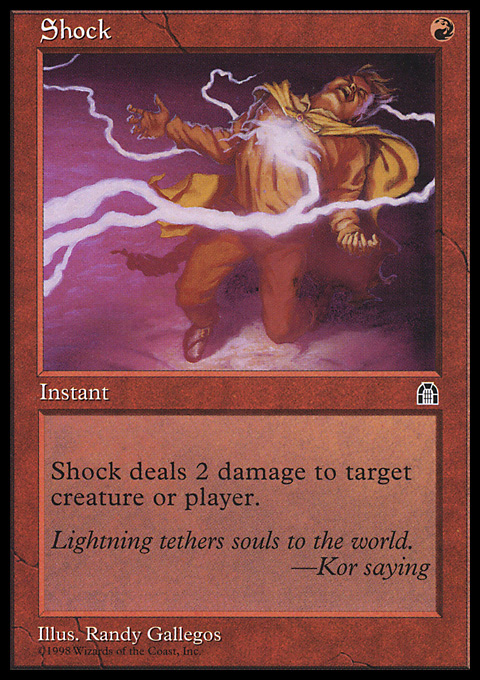 Shock
Instant
Shock deals 2 damage to target
creature or player.
Lightning tethers souls to the world.
—Kor saying
Illus. Randy Gallegos
©1998 Wizards of the Coast, Inc.